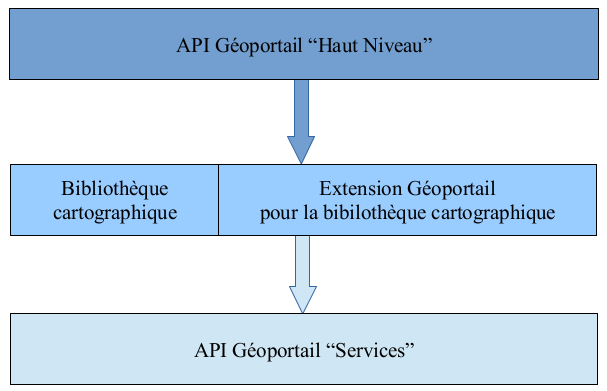 API Géoportail “Haut Niveau”
Bibliothèque
cartographique
Extension Géoportail
pour la bibilothèque cartographique
API Géoportail “Services”